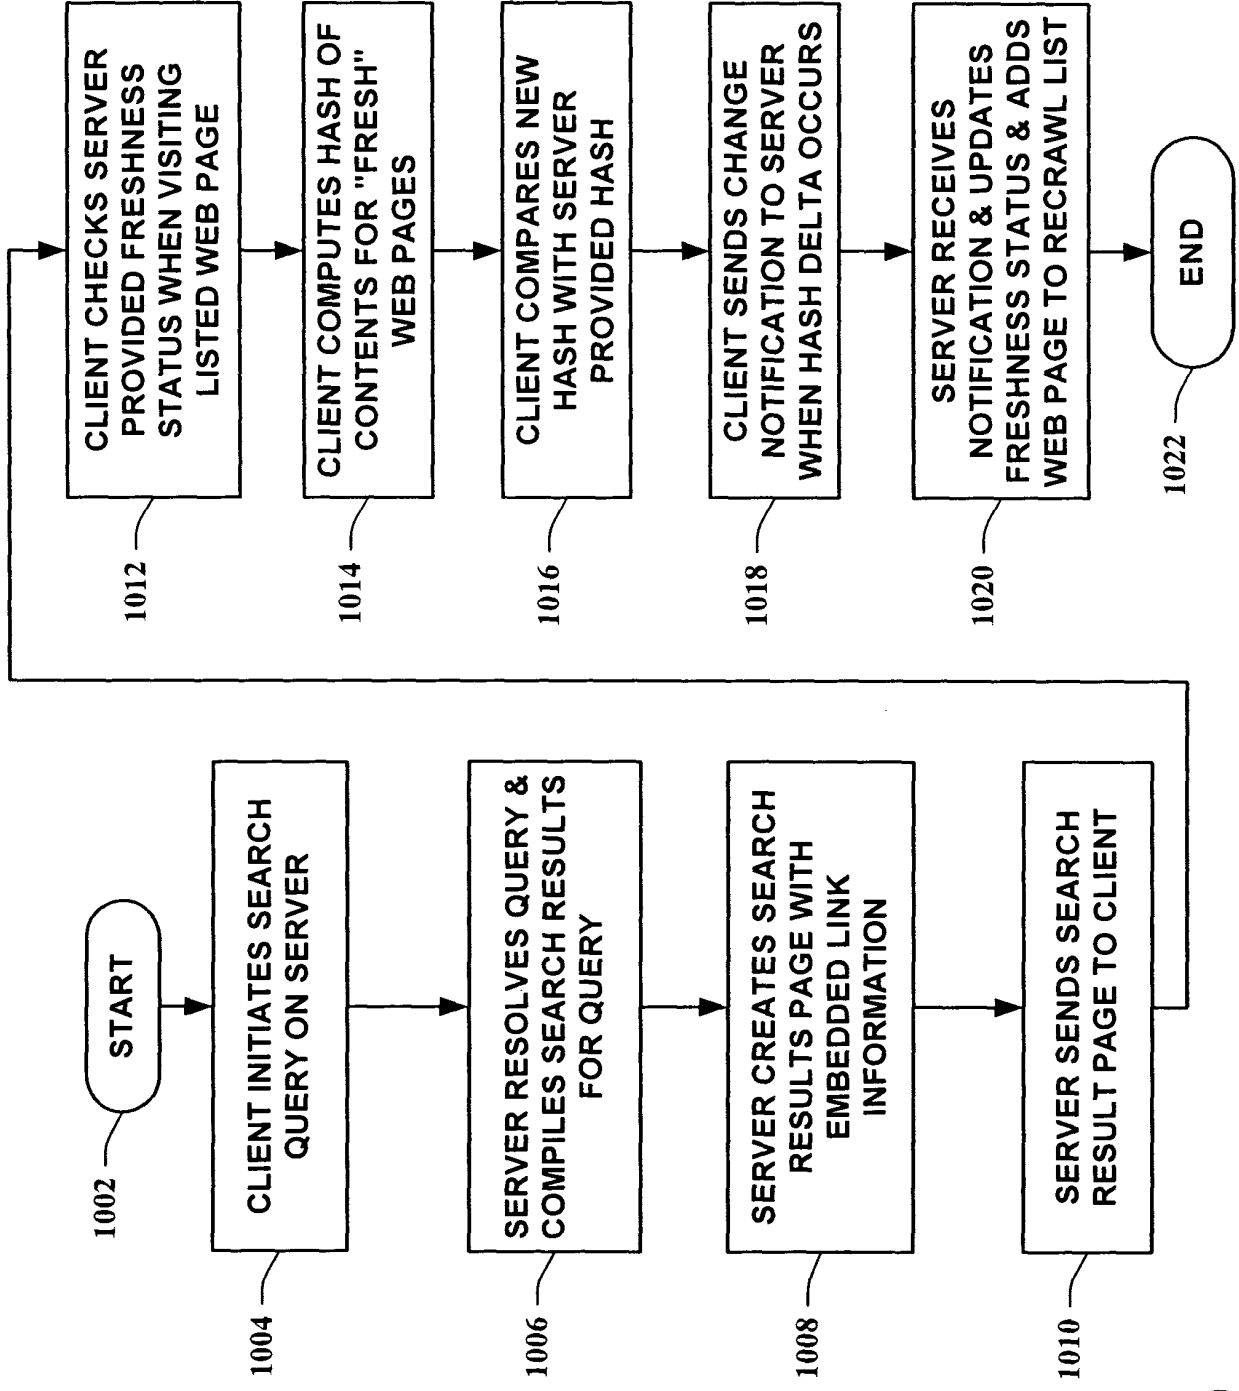 START
1002
CLIENT INITIATES SEARCH
QUERY ON SERVER
1004
SERVER RESOLVES QUERY &
COMPILES SEARCH RESULTS
FOR QUERY
1006
SERVER CREATES SEARCH
RESULTS PAGE WITH
EMBEDDED LINK
INFORMATION
1008
SERVER SENDS SEARCH
RESULT PAGE TO CLIENT
1010
CLIENT CHECKS SERVER
PROVIDED FRESHNESS
STATUS WHEN VISITING
LISTED WEB PAGE
1012
CLIENT COMPUTES HASH OF
CONTENTS FOR "FRESH"
WEB PAGES
1014
CLIENT COMPARES NEW
HASH WITH SERVER
PROVIDED HASH
1016
CLIENT SENDS CHANGE
NOTIFICATION TO SERVER
WHEN HASH DELTA OCCURS
1018
SERVER RECEIVES
NOTIFICATION & UPDATES
FRESHNESS STATUS & ADDS
WEB PAGE TO RECRAWL LIST
1020
END
1022